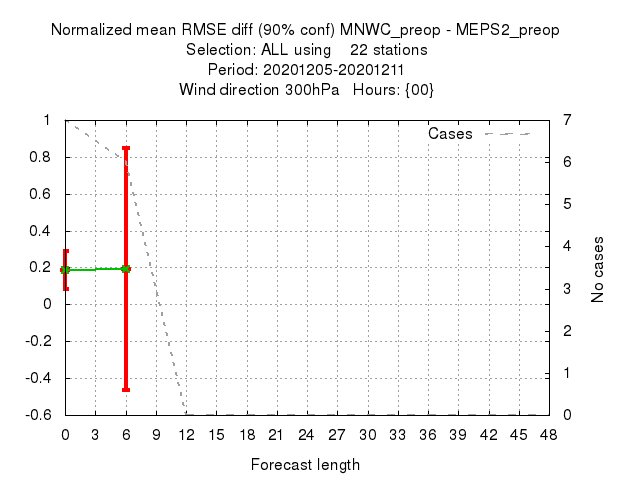 Normalized mean RMSE diff (90% conf) MNWC_preop - MEPS2_preop
Selection: ALL using 22 stations
Period: 20201205-20201211
Wind direction 300hPa Hours: {00}
Cases
1
0.8
0.6
0.4
0.2
0
-0.2
-0.4
-0.6
7
6
5
4
3
2
1
0
No cases
0 3 6 9 12 15 18 21 24 27 30 33 36 39 42 45 48
Forecast length